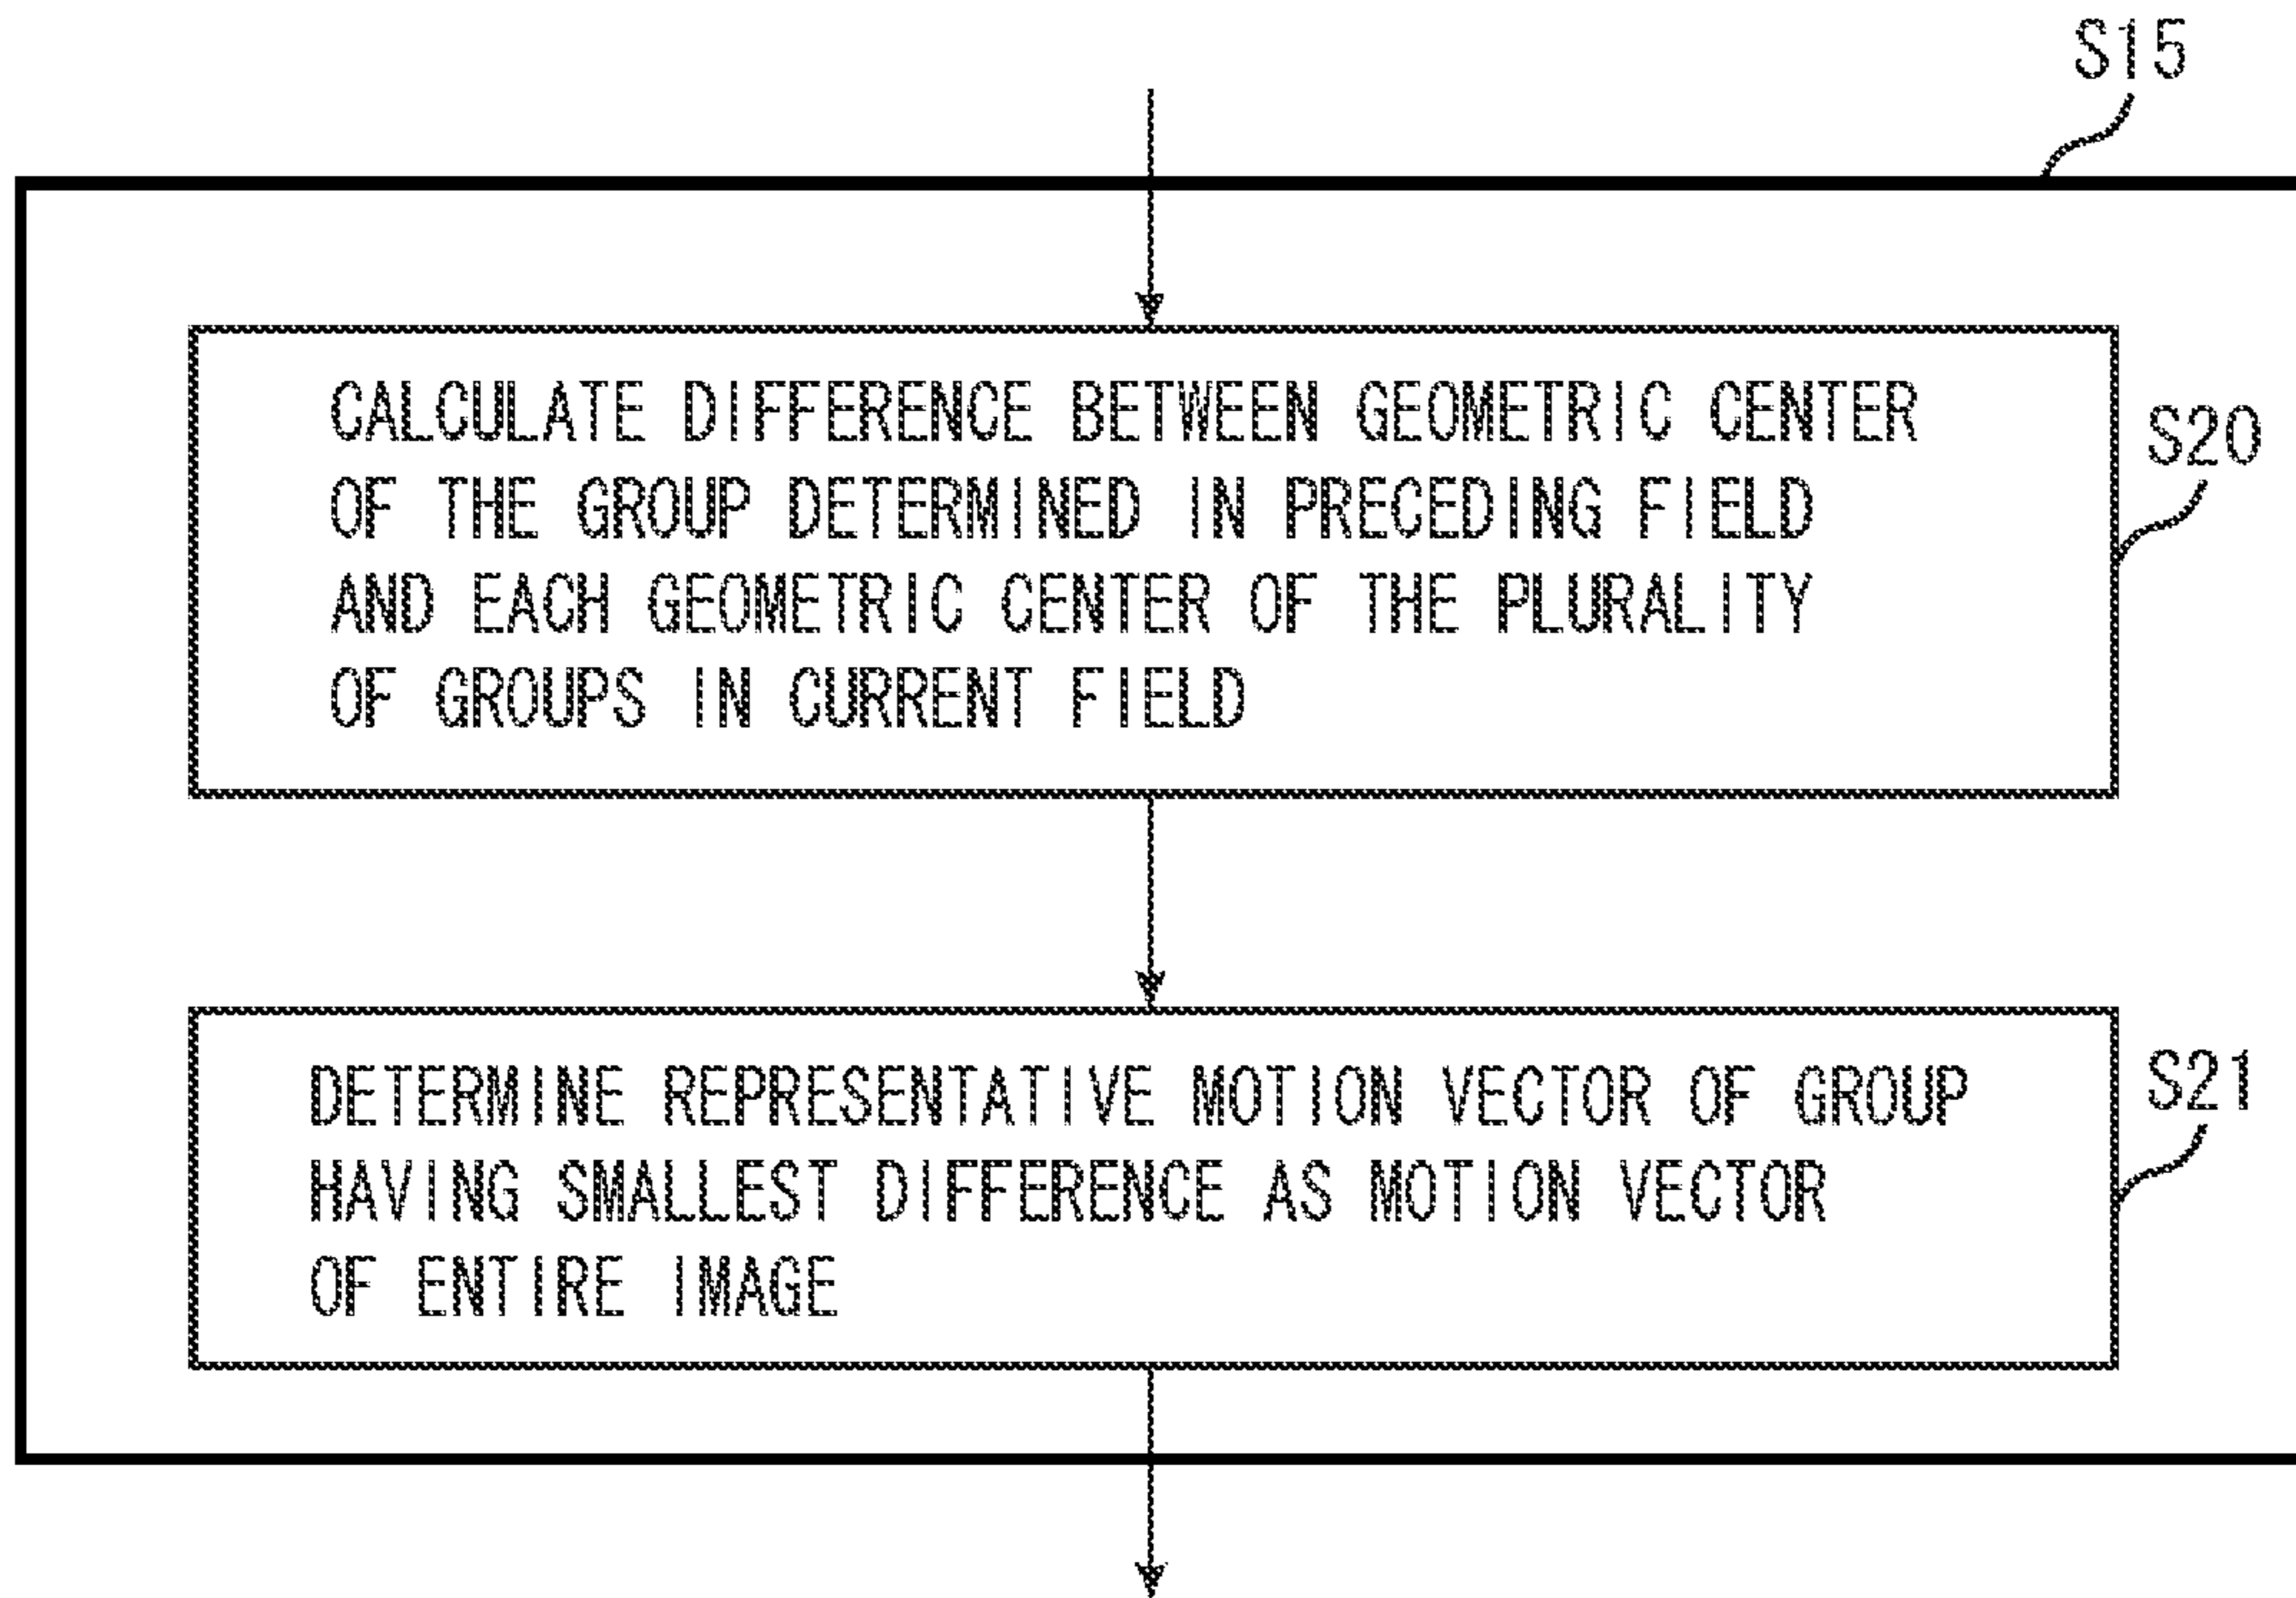 S15
CALCULATE DIFFERENCE BETWEEN GEOMETRIC CENTER
OF THE GROUP DETERMINED IN PRECEDING FIELD
AND EACH GEOMETRIC CENTER OF THE PLURALITY
OF GROUPS IN CURRENT FIELD
S20
DETERMINE REPRESENTATIVE MOTION VECTOR OF GROUP
HAVING SMALLEST DIFFERENCE AS MOTION VECTOR
OF ENTIRE IMAGE
S21